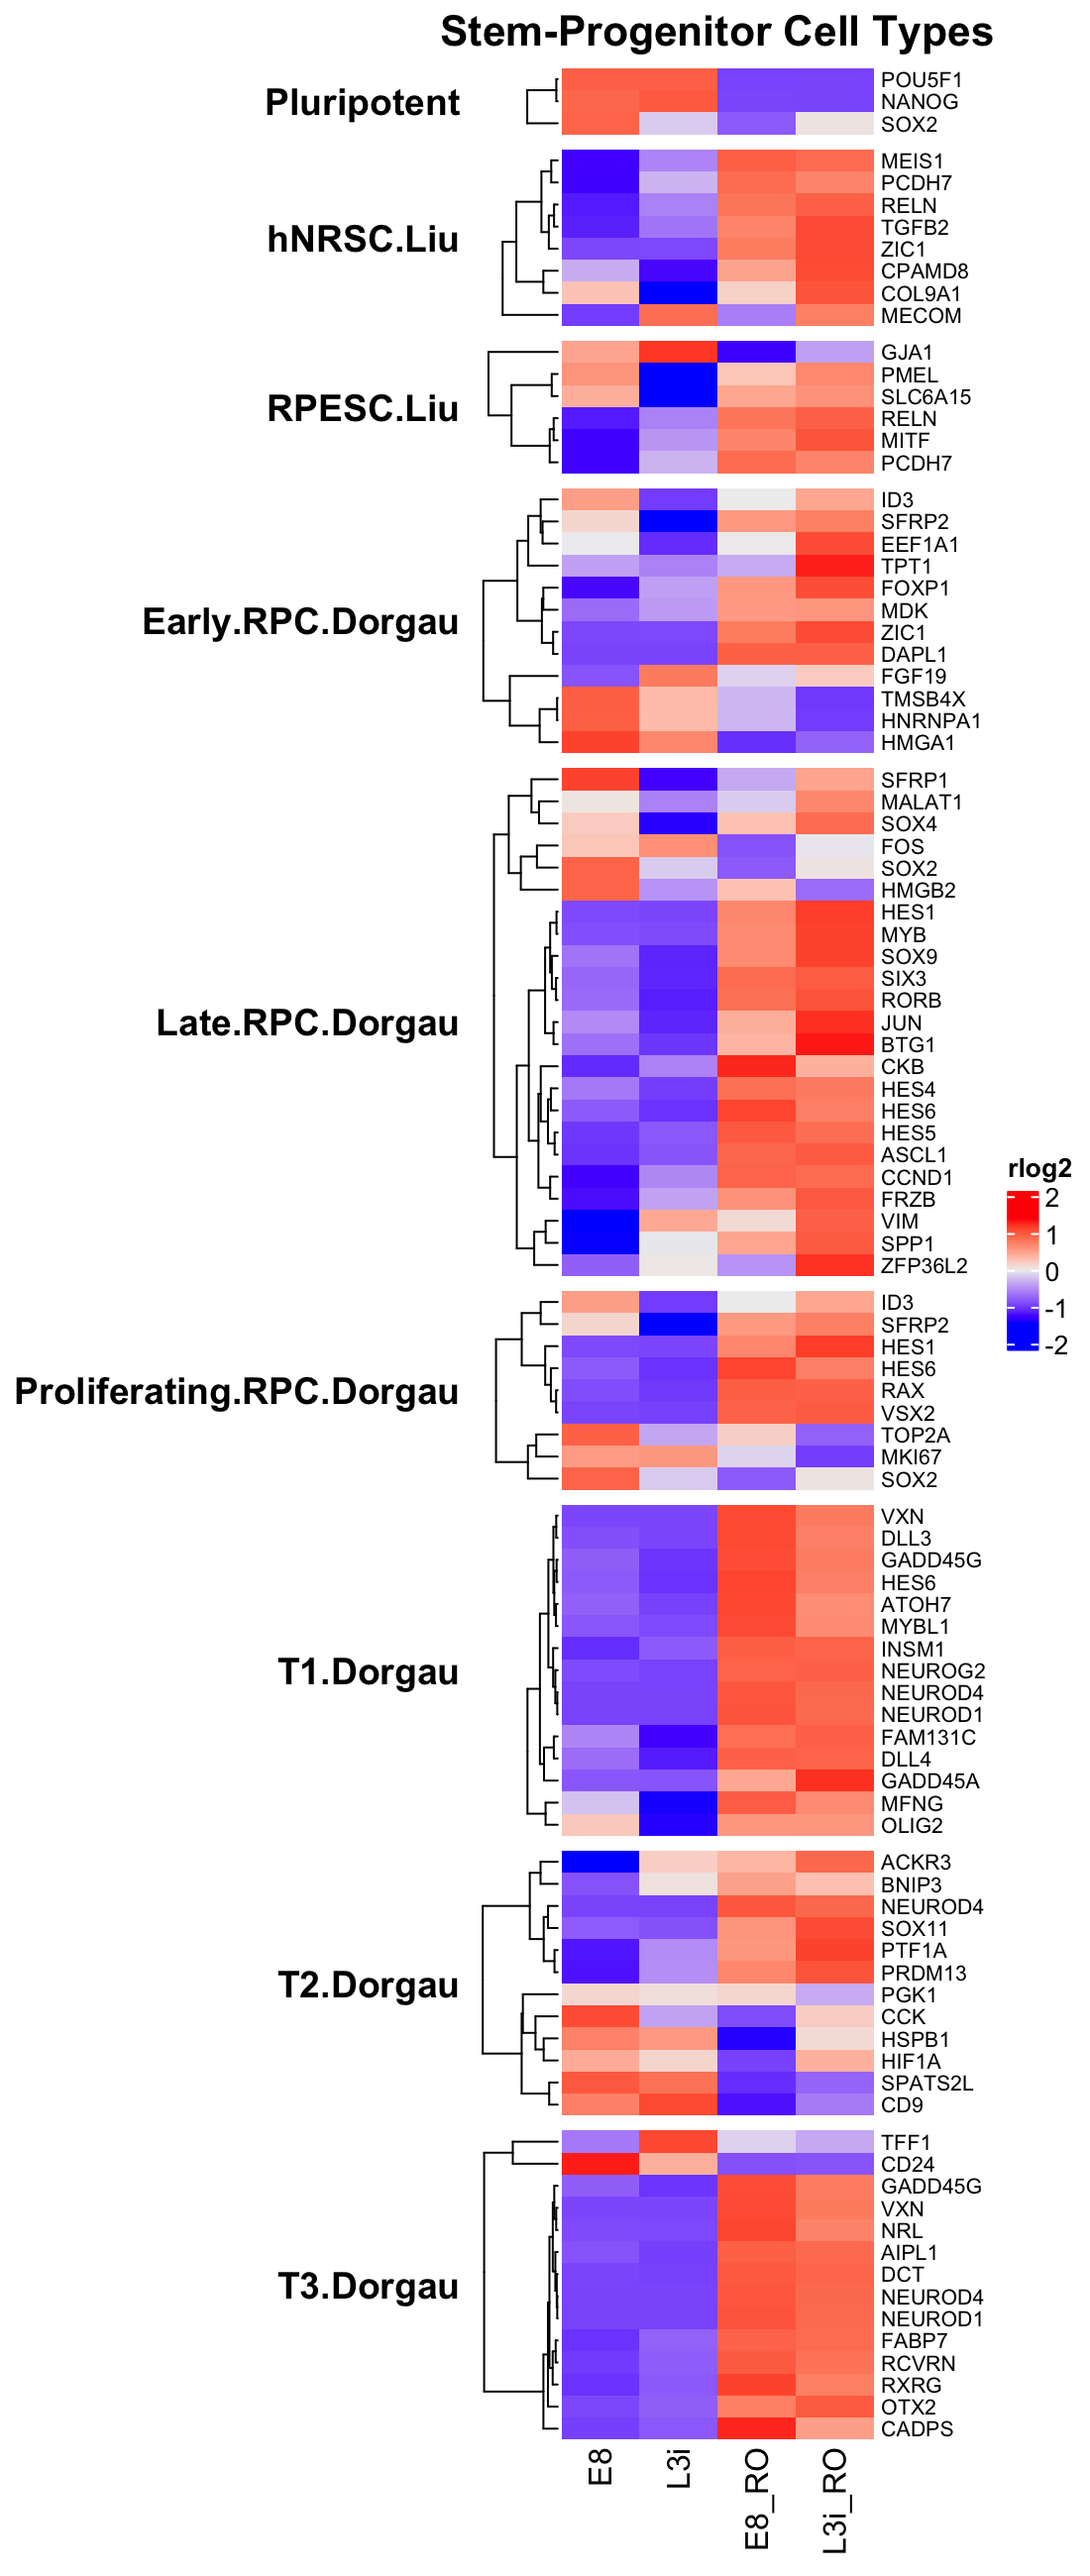 Stem-Progenitor Cell Types
Pluripotent
POU5F1
NANOG
SOX2
hNRSC.Liu
MEIS1
PCDH7
RELN
TGFB2
ZIC1
CPAMD8
COL9A1
MECOM
RPESC.Liu
GJA1
PMEL
SLC6A15
RELN
MITF
PCDH7
Early.RPC.Dorgau
ID3
SFRP2
EEF1A1
TPT1
FOXP1
MDK
ZIC1
DAPL1
FGF19
TMSB4X
HNRNPA1
HMGA1
Late.RPC.Dorgau
SFRP1
MALAT1
SOX4
FOS
SOX2
HMGB2
HES1
MYB
SOX9
SIX3
RORB
JUN
BTG1
CKB
HES4
HES6
HES5
ASCL1
CCND1
FRZB
VIM
SPP1
ZFP36L2
Proliferating.RPC.Dorgau
ID3
SFRP2
HES1
HES6
RAX
VSX2
TOP2A
MKI67
SOX2
T1.Dorgau
VXN
DLL3
GADD45G
HES6
ATOH7
MYBL1
INSM1
NEUROG2
NEUROD4
NEUROD1
FAM131C
DLL4
GADD45A
MFNG
OLIG2
T2.Dorgau
ACKR3
BNIP3
NEUROD4
SOX11
PTF1A
PRDM13
PGK1
CCK
HSPB1
HIF1A
SPATS2L
CD9
T3.Dorgau
TFF1
CD24
GADD45G
VXN
NRL
AIPL1
DCT
NEUROD4
NEUROD1
FABP7
RCVRN
RXRG
OTX2
CADPS
E8
L3i
E8_RO
L3i_RO
rlog2
2
1
0
-1
-2